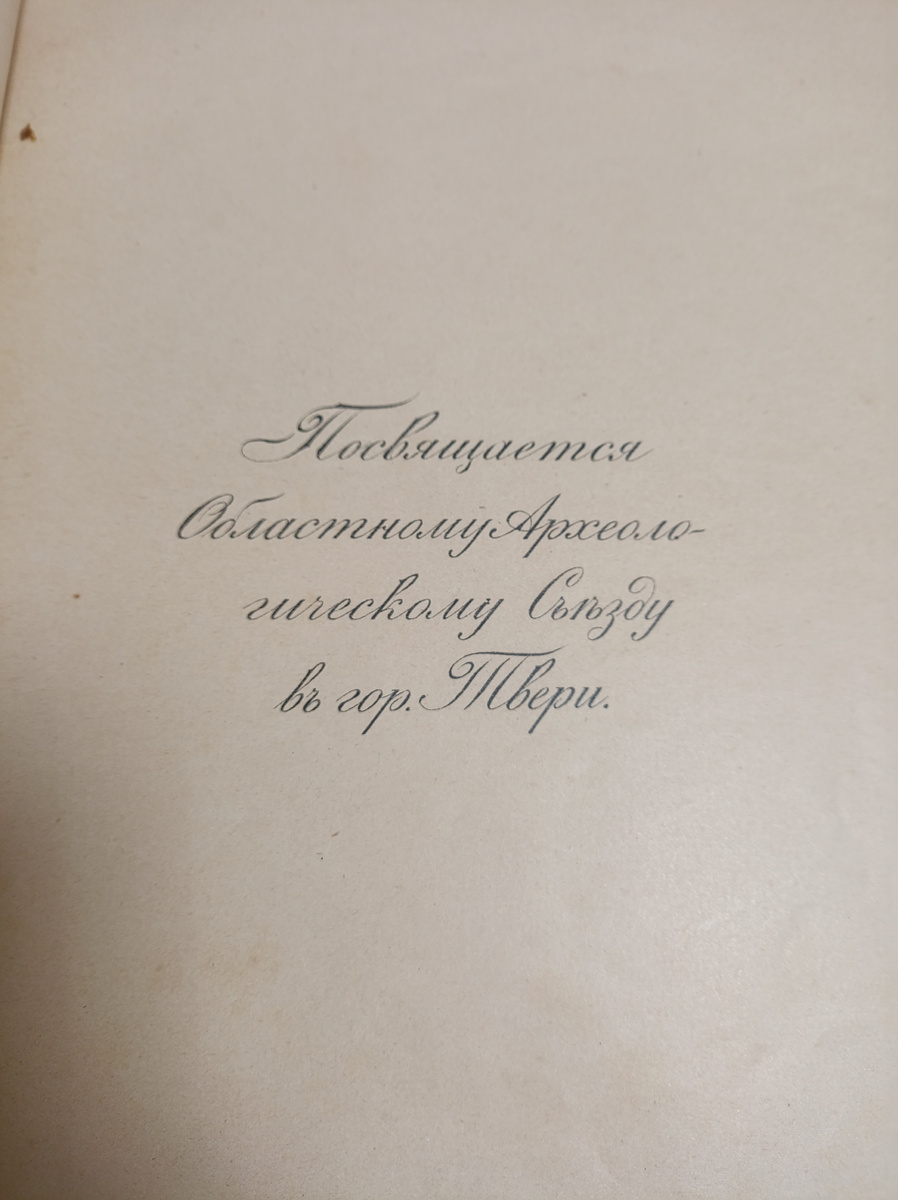 Посвящается
Областному Археоло-
гическому Съѣзду
въ гор. Твери.